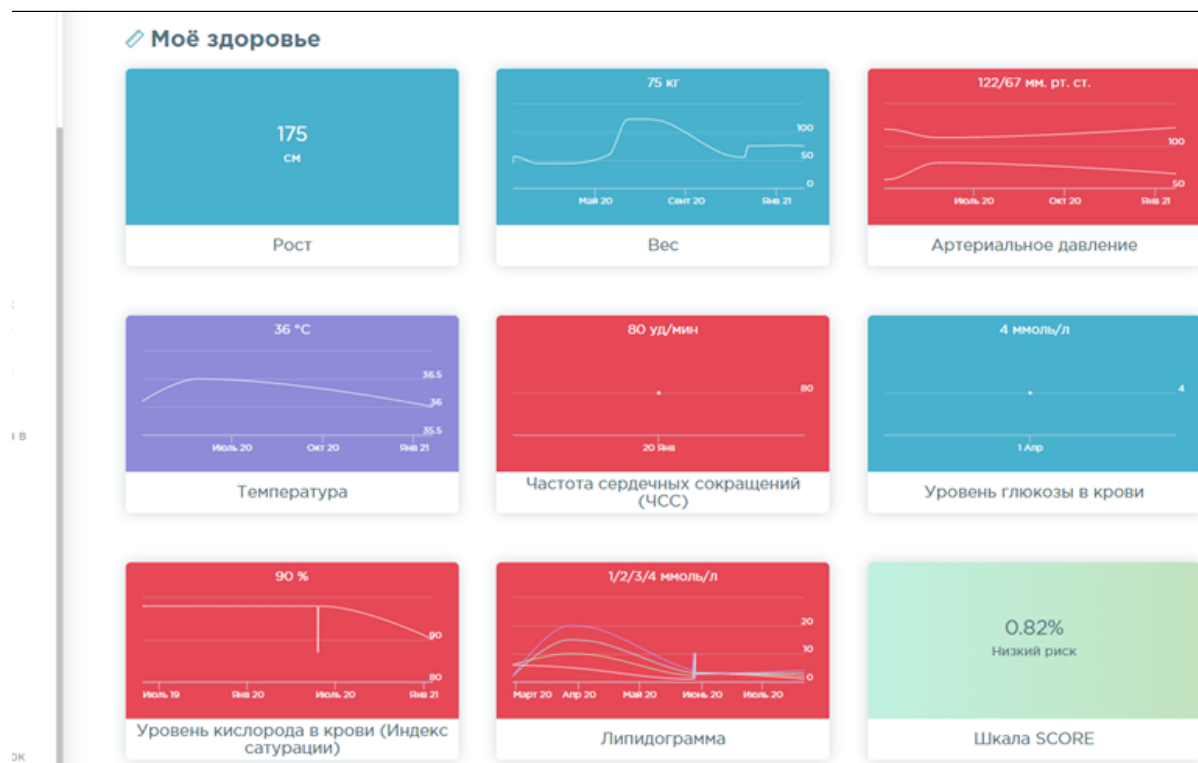 Моё здоровье
175
см
Рост
75 кг
100
50
0
Май 20 Сент 20 Янв 21
Вес
122/67 мм. рт. ст.
100
50
Июль 20 Окт 20 Янв 21
Артериальное давление
36 °C
36.5
36
35.5
Июль 20 Окт 20 Янв 21
Температура
80 уд/мин
80
20 Янв
Частота сердечных сокращений
(ЧСС)
4 ммоль/л
4
1 Апр
Уровень глюкозы в крови
90 %
90
80
Июль 19 Янв 20 Июль 20 Янв 21
Уровень кислорода в крови (Индекс
сатурации)
1/2/3/4 ммоль/л
20
10
0
Март 20 Апр 20 Май 20 Июнь 20 Июль 20
Липидограмма
0.82%
Низкий риск
Шкала SCORE